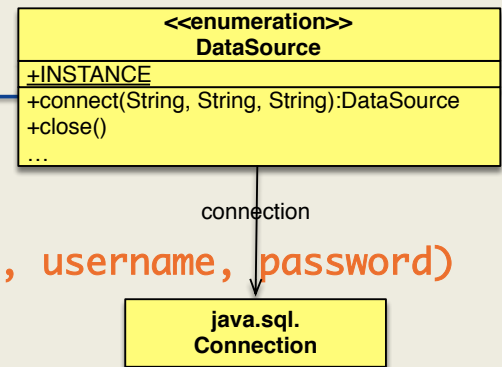 <<enumeration>>
DataSource
+INSTANCE
+connect(String, String, String):DataSource
+close()
…
connection
, username, password)
java.sql.
Connection